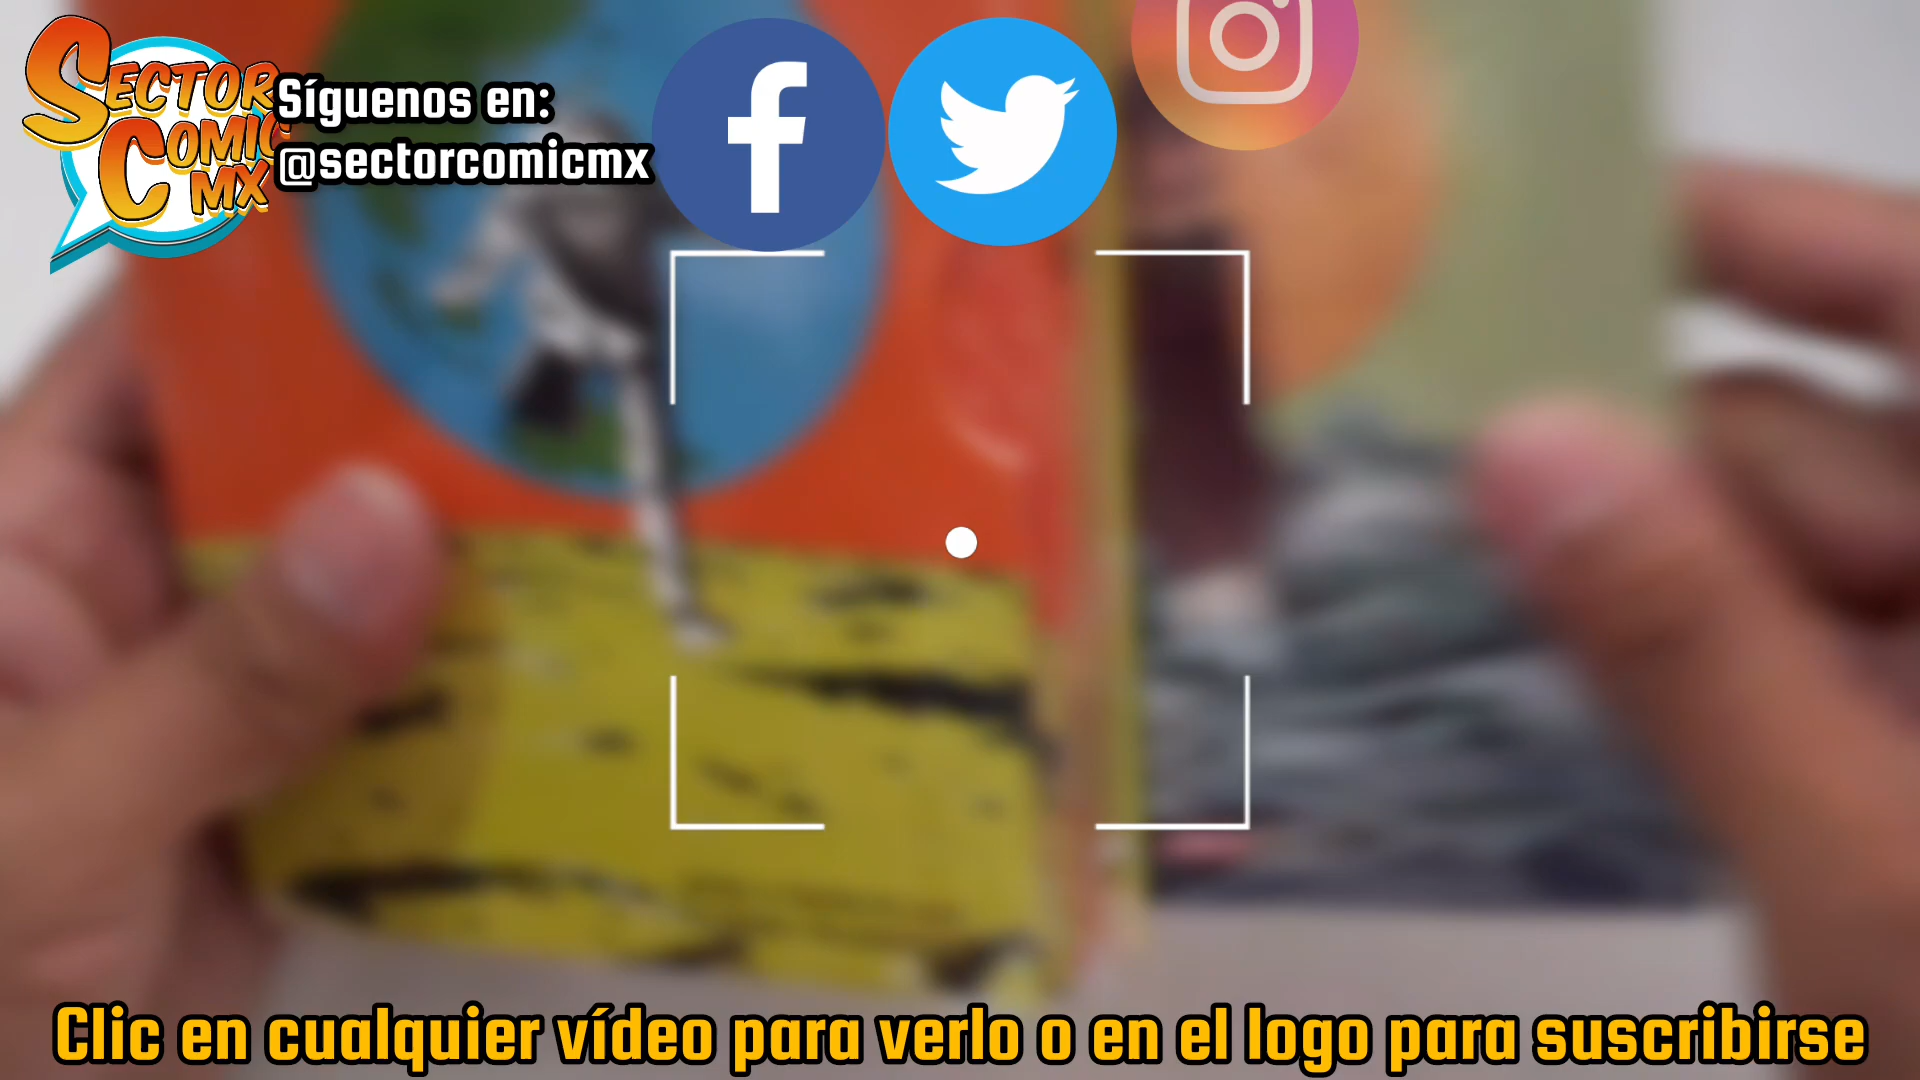 SECTOR
COMIC
MX
Síguenos en:
@sectorcomicmx
Clic en cualquier vídeo para verlo o en el logo para suscribirse